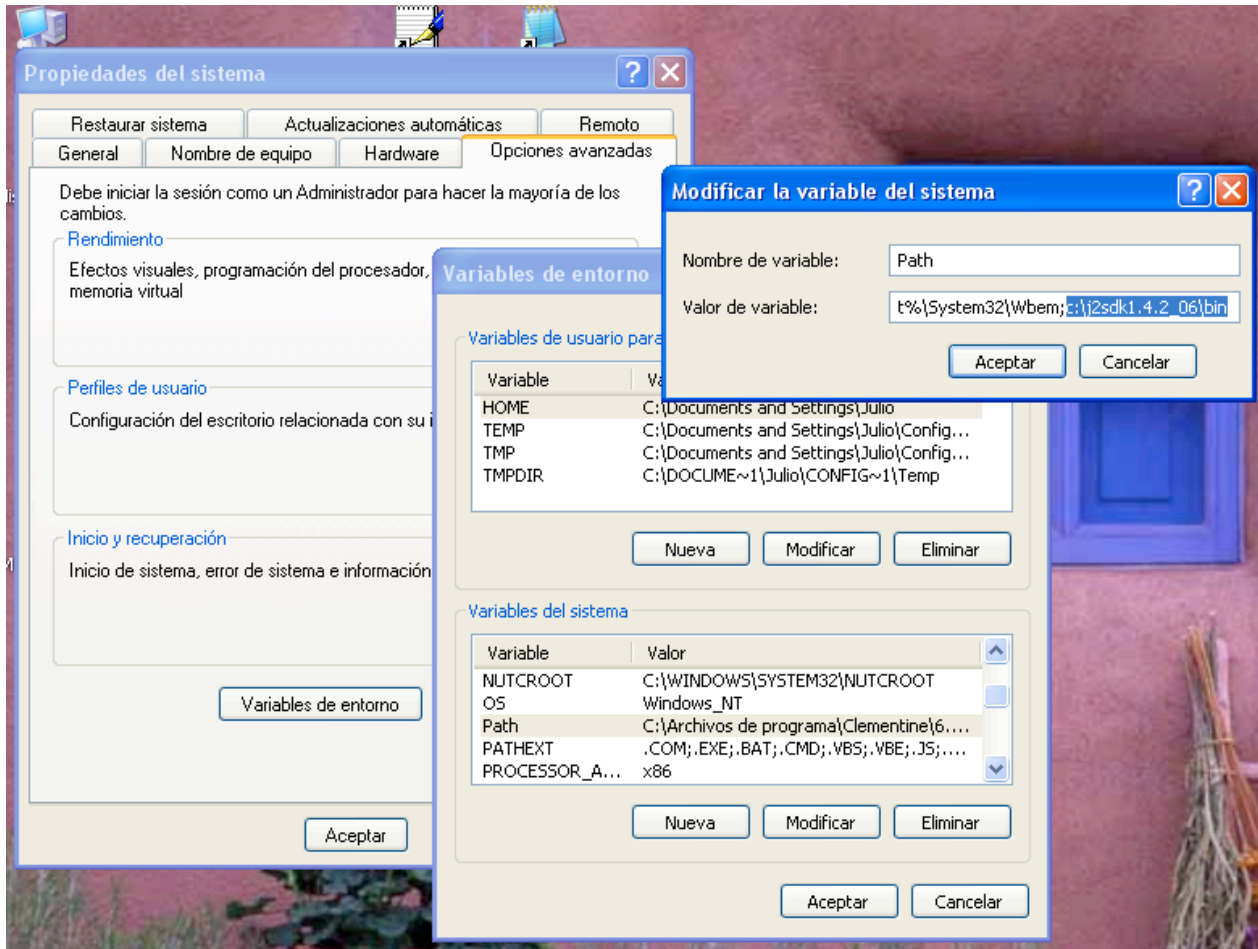 Propiedades del sistema
Restaurar sistema
Actualizaciones automáticas
Remoto
General
Nombre de equipo
Hardware
Opciones avanzadas
Debe iniciar la sesión como un Administrador para hacer la mayoría de los
cambios.
Rendimiento
Efectos visuales, programación del procesador,
memoria virtual
Perfiles de usuario
Configuración del escritorio relacionada con su i
Inicio y recuperación
Inicio de sistema, error de sistema e información
Variables de entorno
Aceptar
Variables de entorno
Variables de usuario para
Variable
HOME C:\Documents and Settings\Julio
TEMP C:\Documents and Settings\Julio\Config...
TMP C:\Documents and Settings\Julio\Config...
TMPDIR C:\DOCUME~1\Julio\CONFIG~1\Temp
Nueva Modificar Eliminar
Variables del sistema
Variable Valor
NUTCROOT C:\WINDOWS\SYSTEM32\NUTCROOT
OS Windows_NT
Path C:\Archivos de programa\Clementine\6....
PATHEXT .COM;.EXE;.BAT;.CMD;.VBS;.VBE;.JS;....
PROCESSOR_A... x86
Nueva Modificar Eliminar
Aceptar Cancelar
Modificar la variable del sistema
Nombre de variable: Path
Valor de variable: t%\System32\Wbem;c:\j2sdk1.4.2_06\bin
Aceptar Cancelar